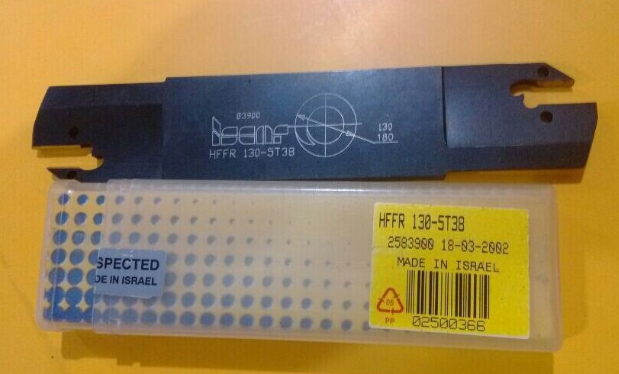 83900
ISCAR
HFFR 130-5T38
130
180
HFFR 130-5T38
2583900 18-03-2002
MADE IN ISRAEL
02500366
05
PP
SPECTED
DE IN ISRAEL